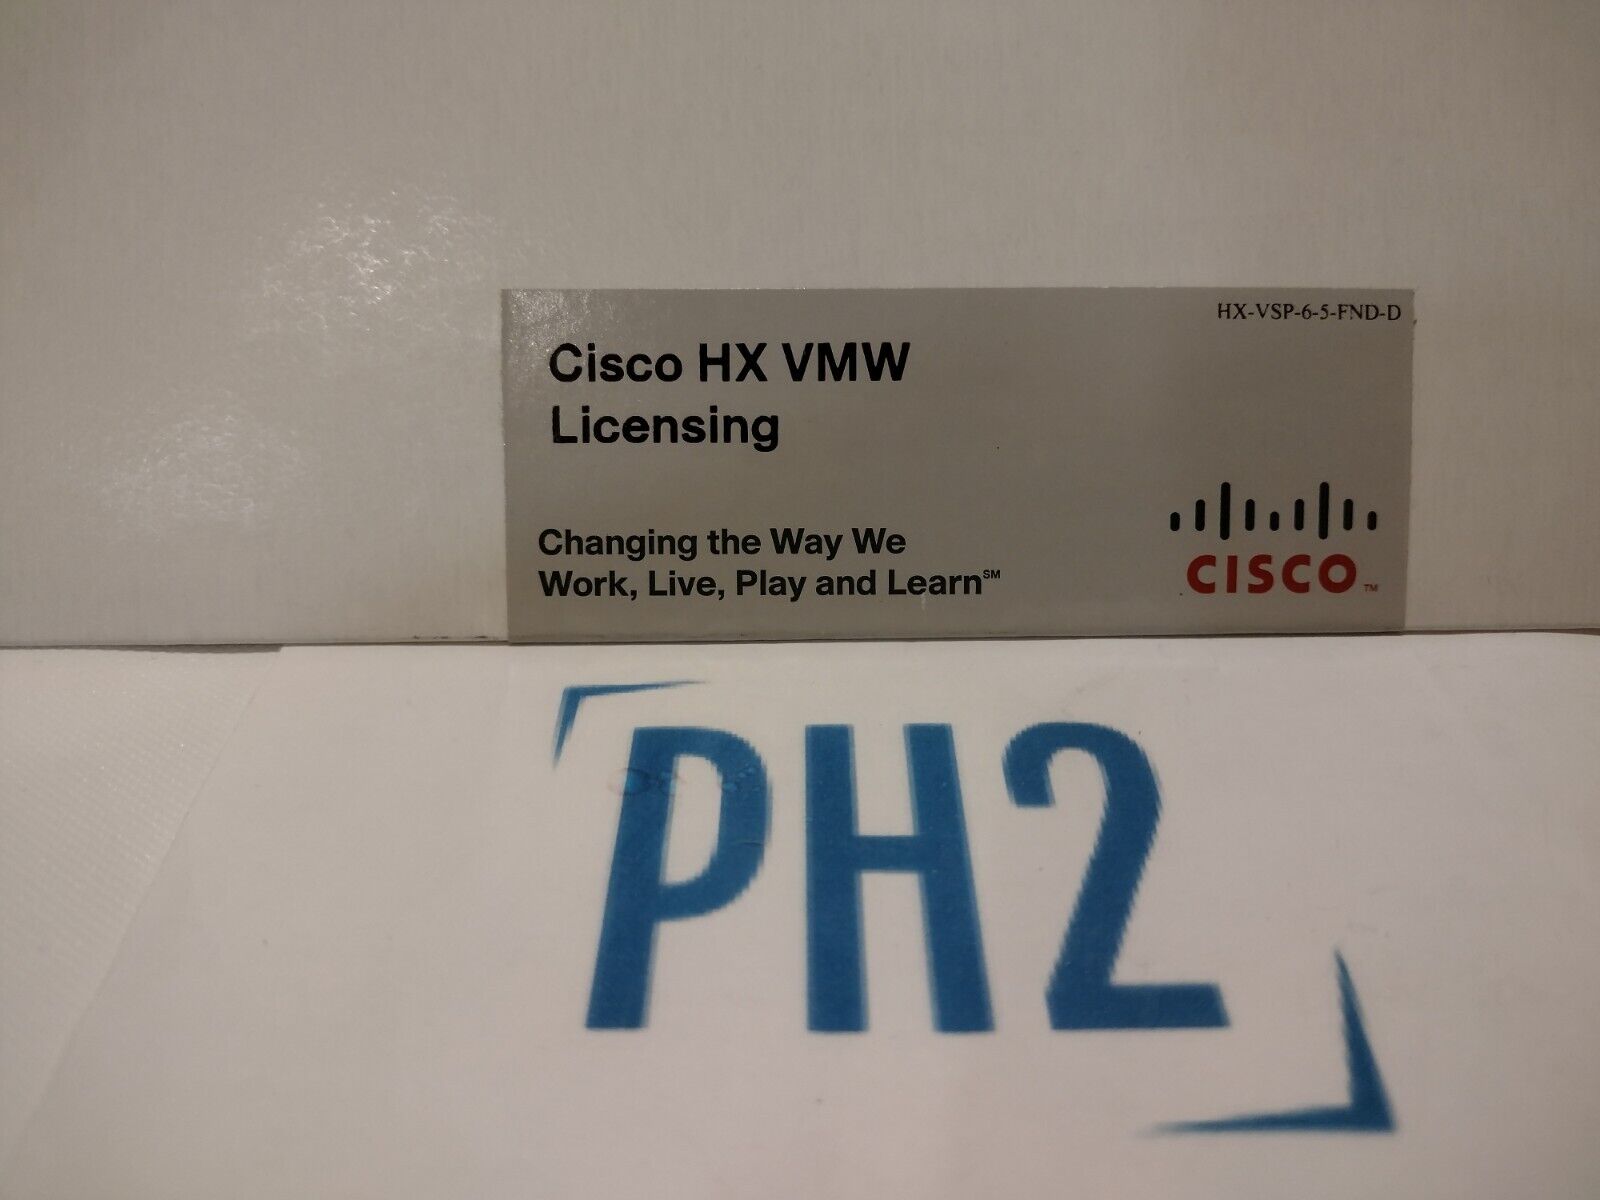 HX-VSP-6-5-FND-D
Cisco HX VMW
Licensing
Changing the Way We
Work, Live, Play and Learn℠
CISCO™
PH2